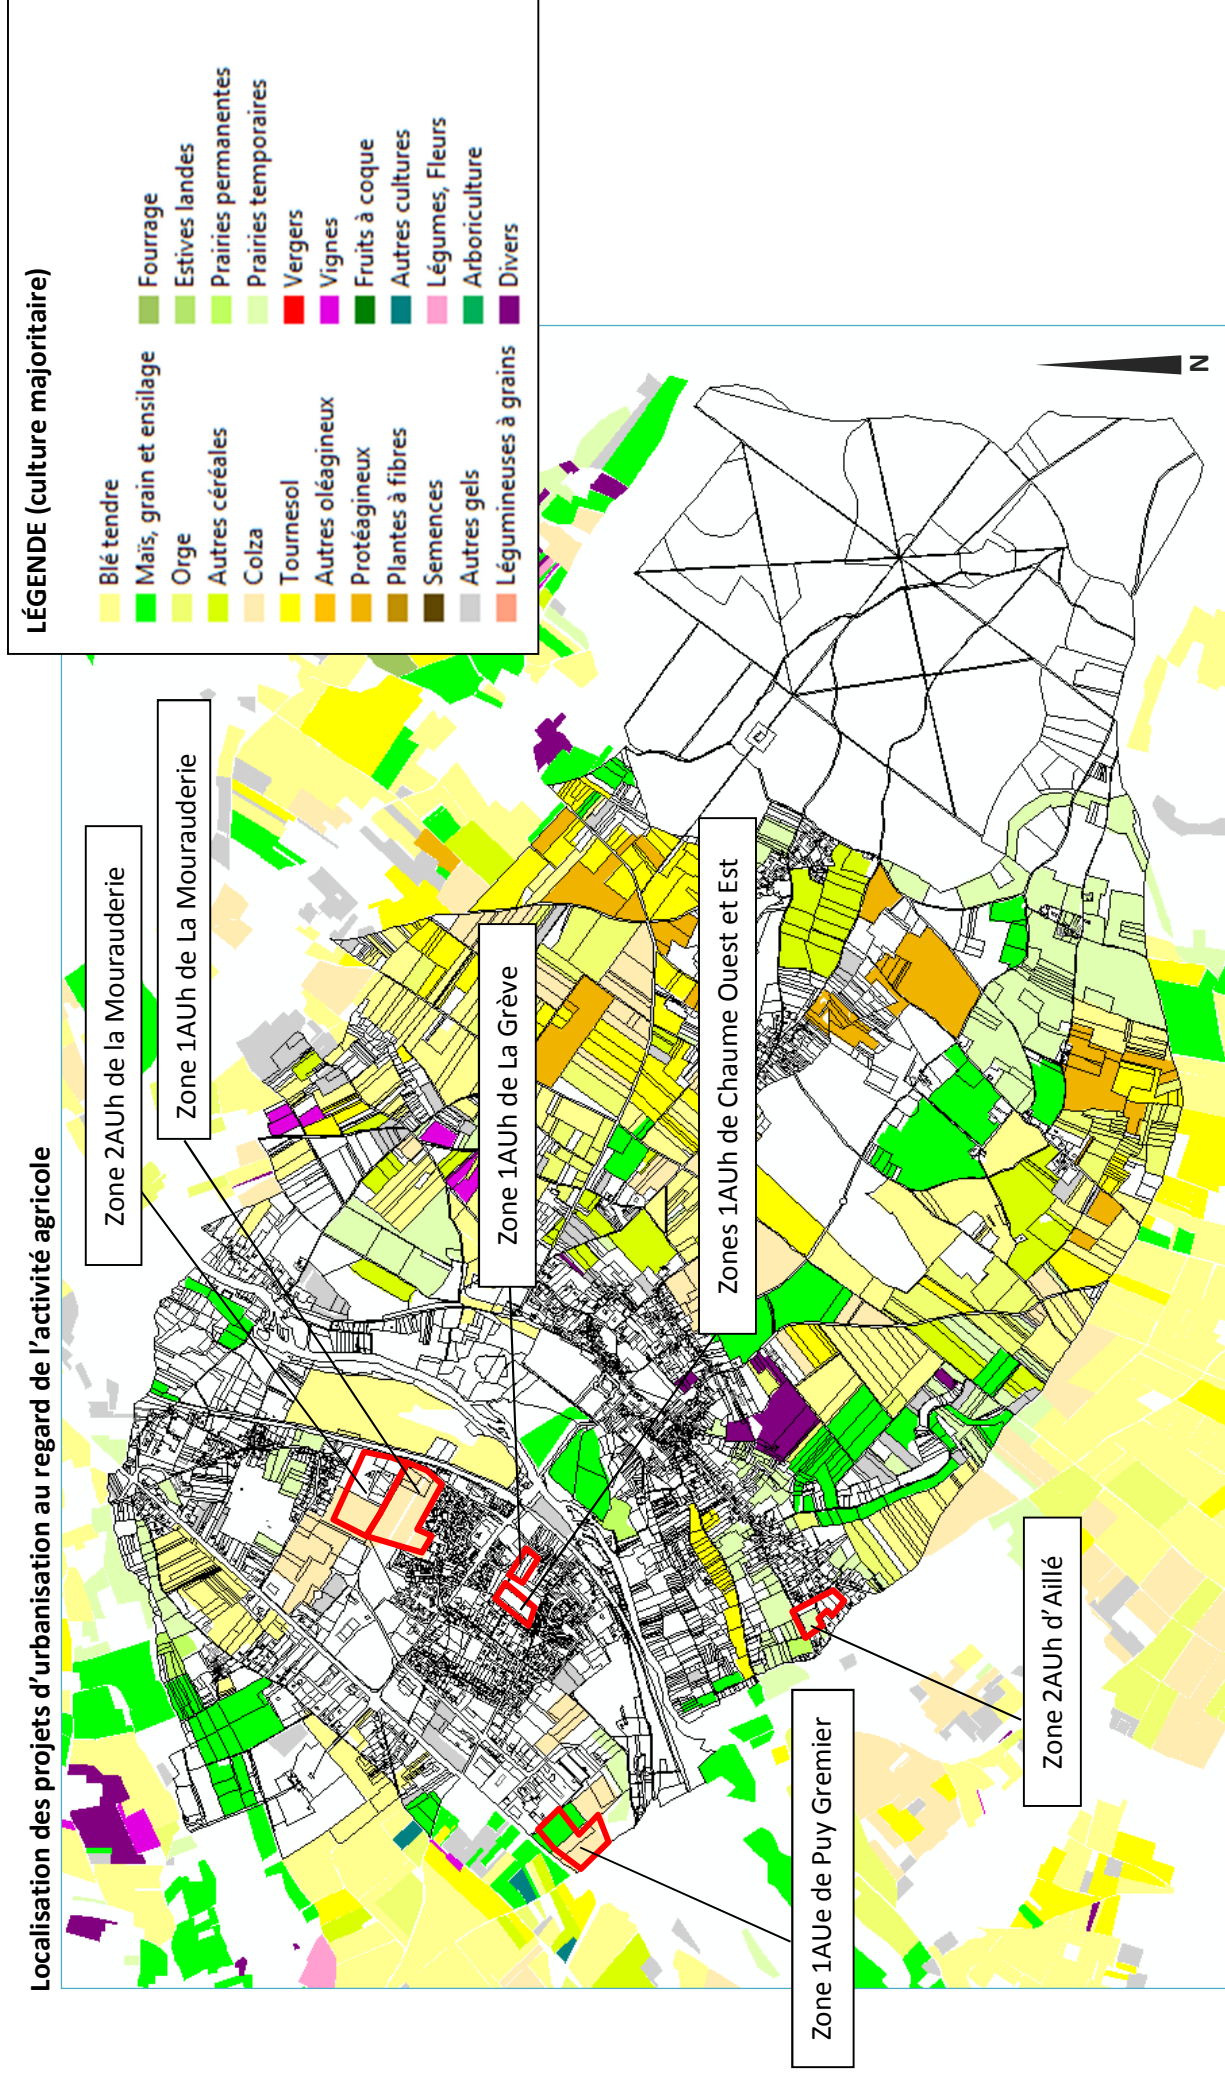 Localisation des projets d'urbanisation au regard de l'activité agricole
LÉGENDE (culture majoritaire)
Blé tendre
Maïs, grain et ensilage
Orge
Autres céréales
Colza
Tournesol
Autres oléagineux
Protéagineux
Plantes à fibres
Semences
Autres gels
Légumineuses à grains
Fourrage
Estives landes
Prairies permanentes
Prairies temporaires
Vergers
Vignes
Fruits à coque
Autres cultures
Légumes, Fleurs
Arboriculture
Divers
Zone 2AUh de la Mourauderie
Zone 1AUh de La Mourauderie
Zone 1AUh de La Grève
Zones 1AUh de Chaume Ouest et Est
Zone 1AUe de Puy Gremier
Zone 2AUh d'Aillé
N